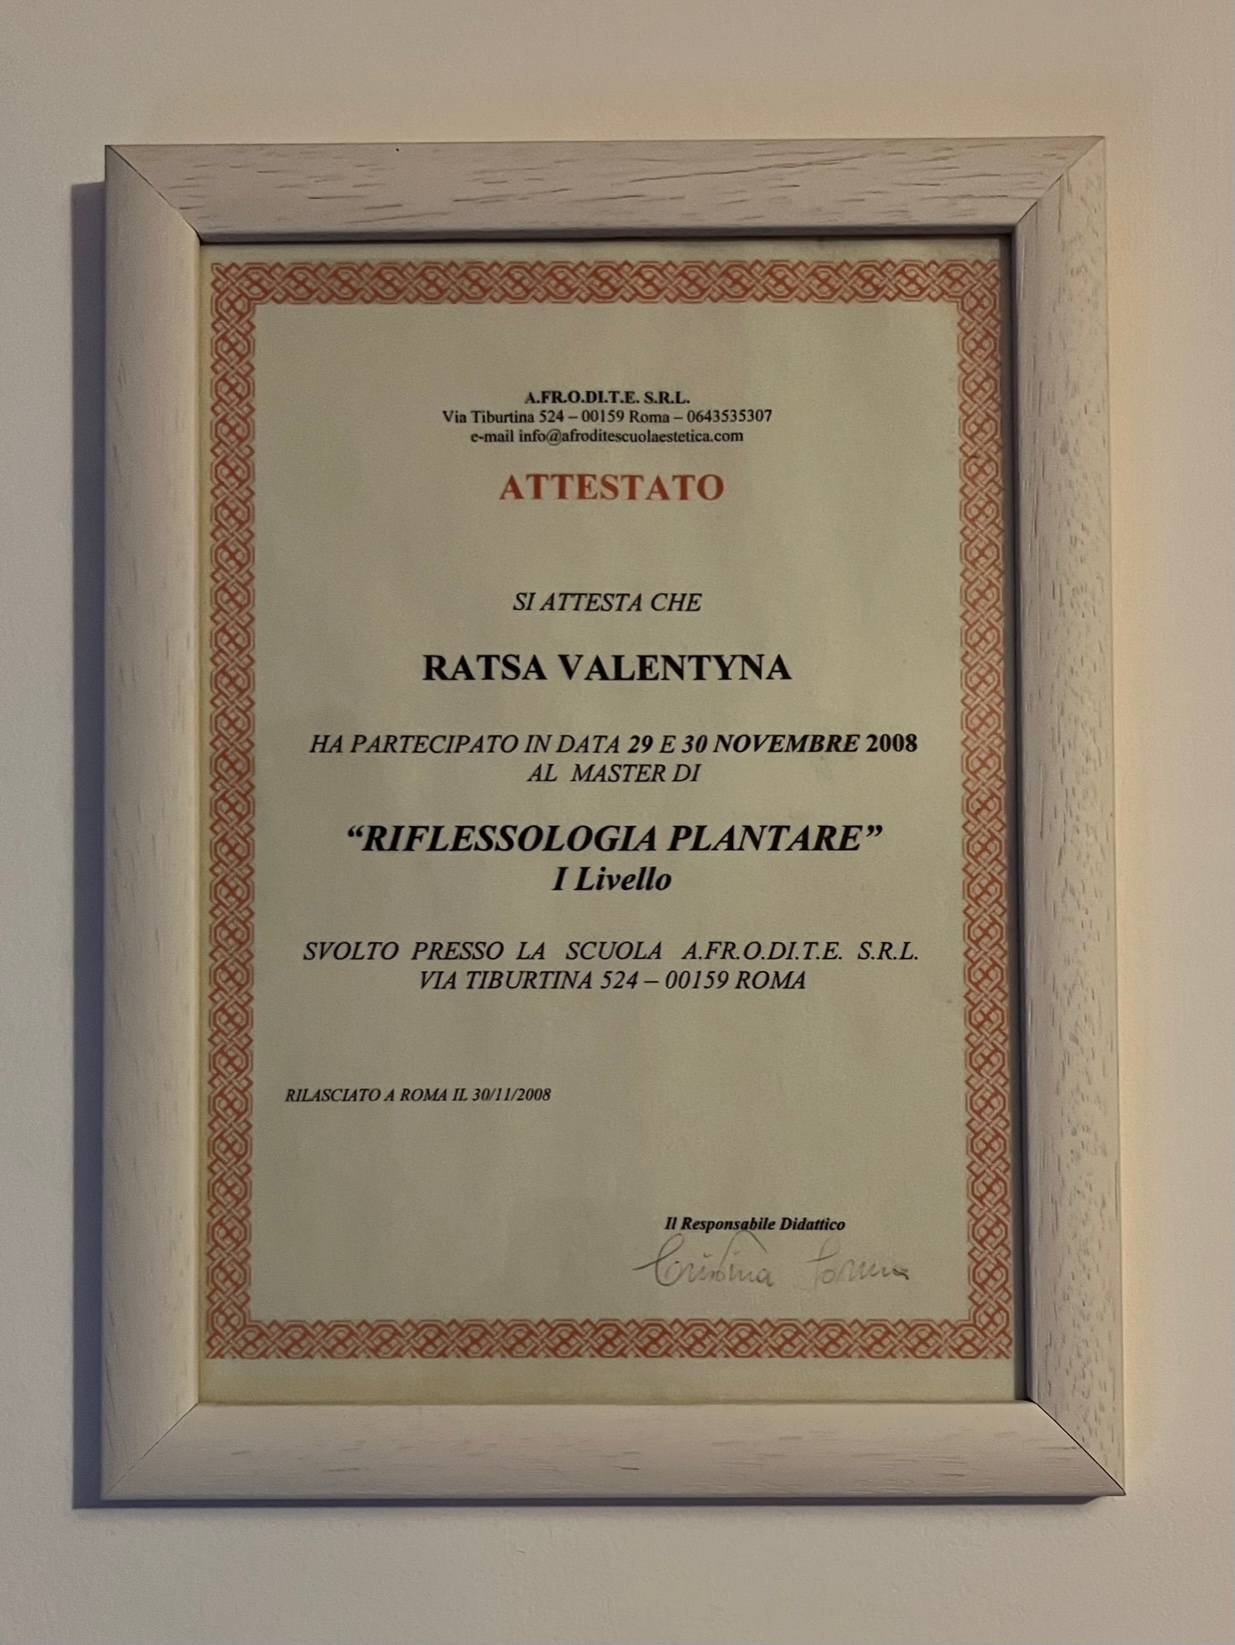 A.FR.O.DI.T.E. S.R.L.
Via Tiburtina 524 – 00159 Roma – 0643535307
e-mail info@afroditescuolaestetica.com
ATTESTATO
SI ATTESTA CHE
RATSA VALENTYNA
HA PARTECIPATO IN DATA 29 E 30 NOVEMBRE 2008
AL MASTER DI
“RIFLESSOLOGIA PLANTARE”
I Livello
SVOLTO PRESSO LA SCUOLA A.FR.O.DI.T.E. S.R.L.
VIA TIBURTINA 524 – 00159 ROMA
RILASCIATO A ROMA IL 30/11/2008
Il Responsabile Didattico
Cristina